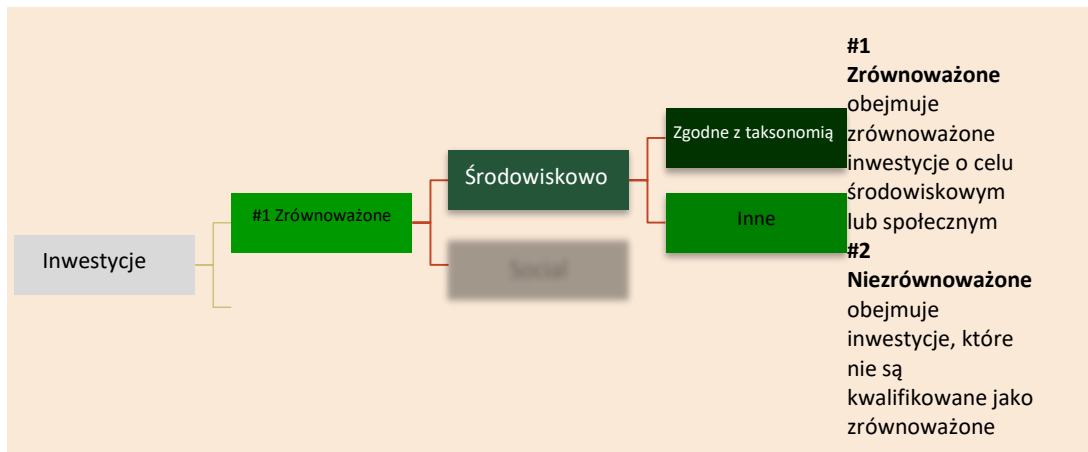 Inwestycje
#1 Zrównoważone
Środowiskowo
Social
Zgodne z taksonomią
Inne
#1
Zrównoważone
obejmuje
zrównoważone
inwestycje o celu
środowiskowym
lub społecznym
#2
Niezrównoważone
obejmuje
inwestycje, które
nie są
kwalifikowane jako
zrównoważone